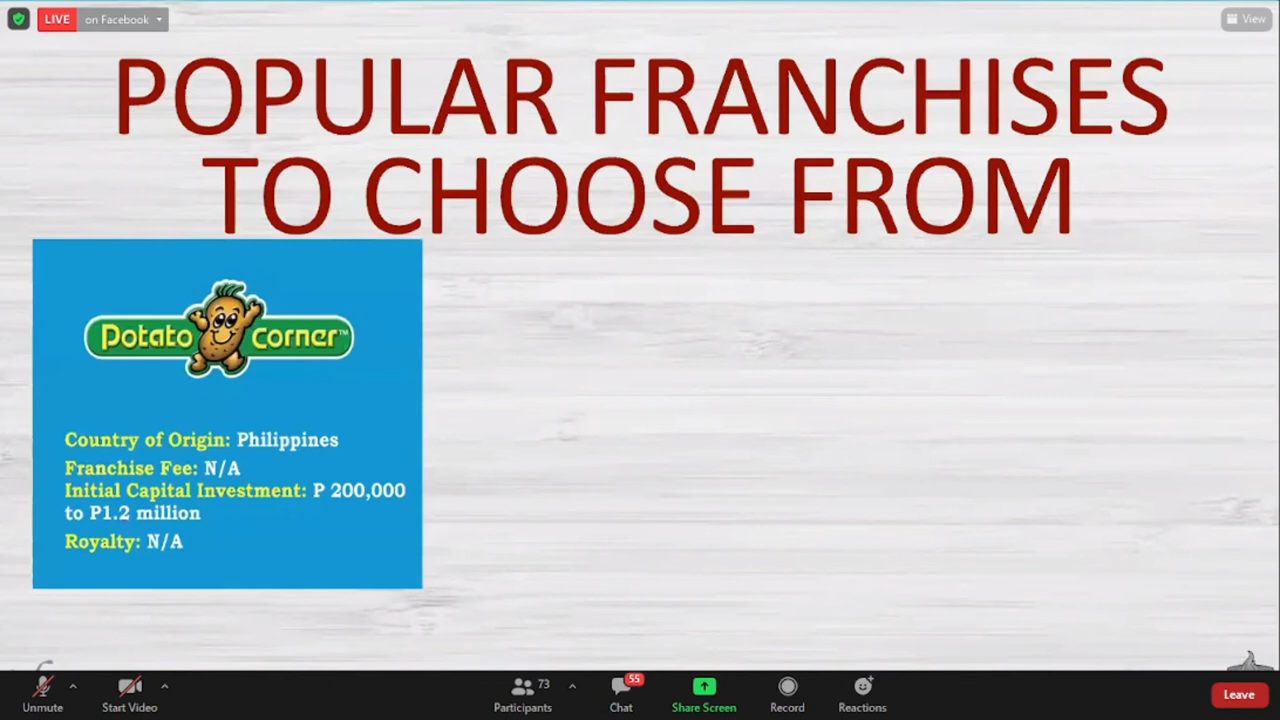 LIVE on Facebook
View
POPULAR FRANCHISES
TO CHOOSE FROM
Potato Corner™
Country of Origin: Philippines
Franchise Fee: N/A
Initial Capital Investment: P 200,000
to P1.2 million
Royalty: N/A
73
55
Unmute
Start Video
Participants
Chat
Share Screen
Record
Reactions
Leave